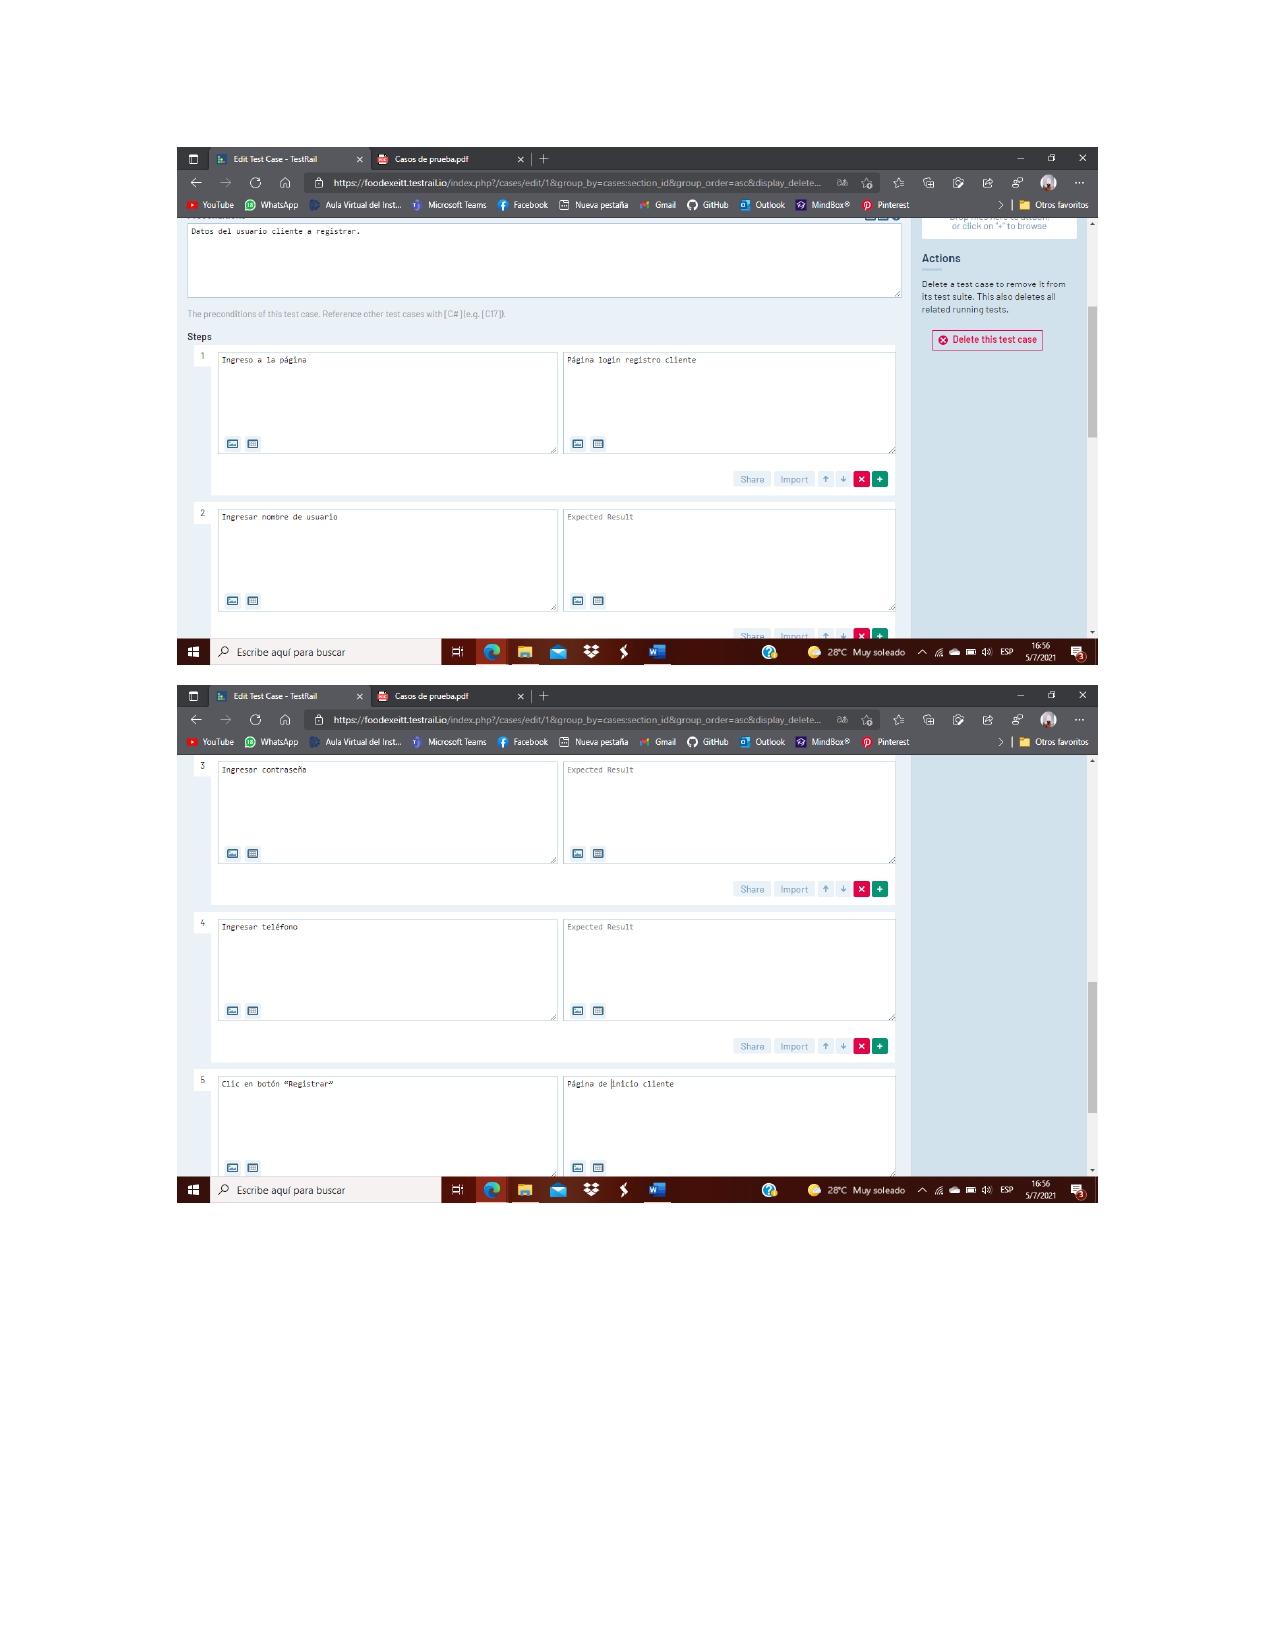 Edit Test Case - TestRail
Casos de prueba.pdf
https://foodexeitt.testrail.io/index.php?/cases/edit/1&group_by=cases:section_id&group_order=asc&display_delete...
YouTube WhatsApp Aula Virtual del Inst... Microsoft Teams Facebook Nueva pestaña Gmail GitHub Outlook MindBox® Pinterest Otros favoritos
Datos del usuario cliente a registrar.
or click on "+" to browse
Actions
Delete a test case to remove it from
its test suite. This also deletes all
related running tests.
Delete this test case
The preconditions of this test case. Reference other test cases with [C#] (e.g. [C17]).
Steps
1
Ingreso a la página
Página login registro cliente
Share Import
2
Ingresar nombre de usuario
Expected Result
Share Import
Escribe aquí para buscar
28°C Muy soleado
ESP
16:56
5/7/2021
3
Edit Test Case - TestRail
Casos de prueba.pdf
https://foodexeitt.testrail.io/index.php?/cases/edit/1&group_by=cases:section_id&group_order=asc&display_delete...
YouTube WhatsApp Aula Virtual del Inst... Microsoft Teams Facebook Nueva pestaña Gmail GitHub Outlook MindBox® Pinterest Otros favoritos
3
Ingresar contraseña
Expected Result
Share Import
4
Ingresar teléfono
Expected Result
Share Import
5
Clic en botón “Registrar”
Página de inicio cliente
Escribe aquí para buscar
28°C Muy soleado
ESP
16:56
5/7/2021
3